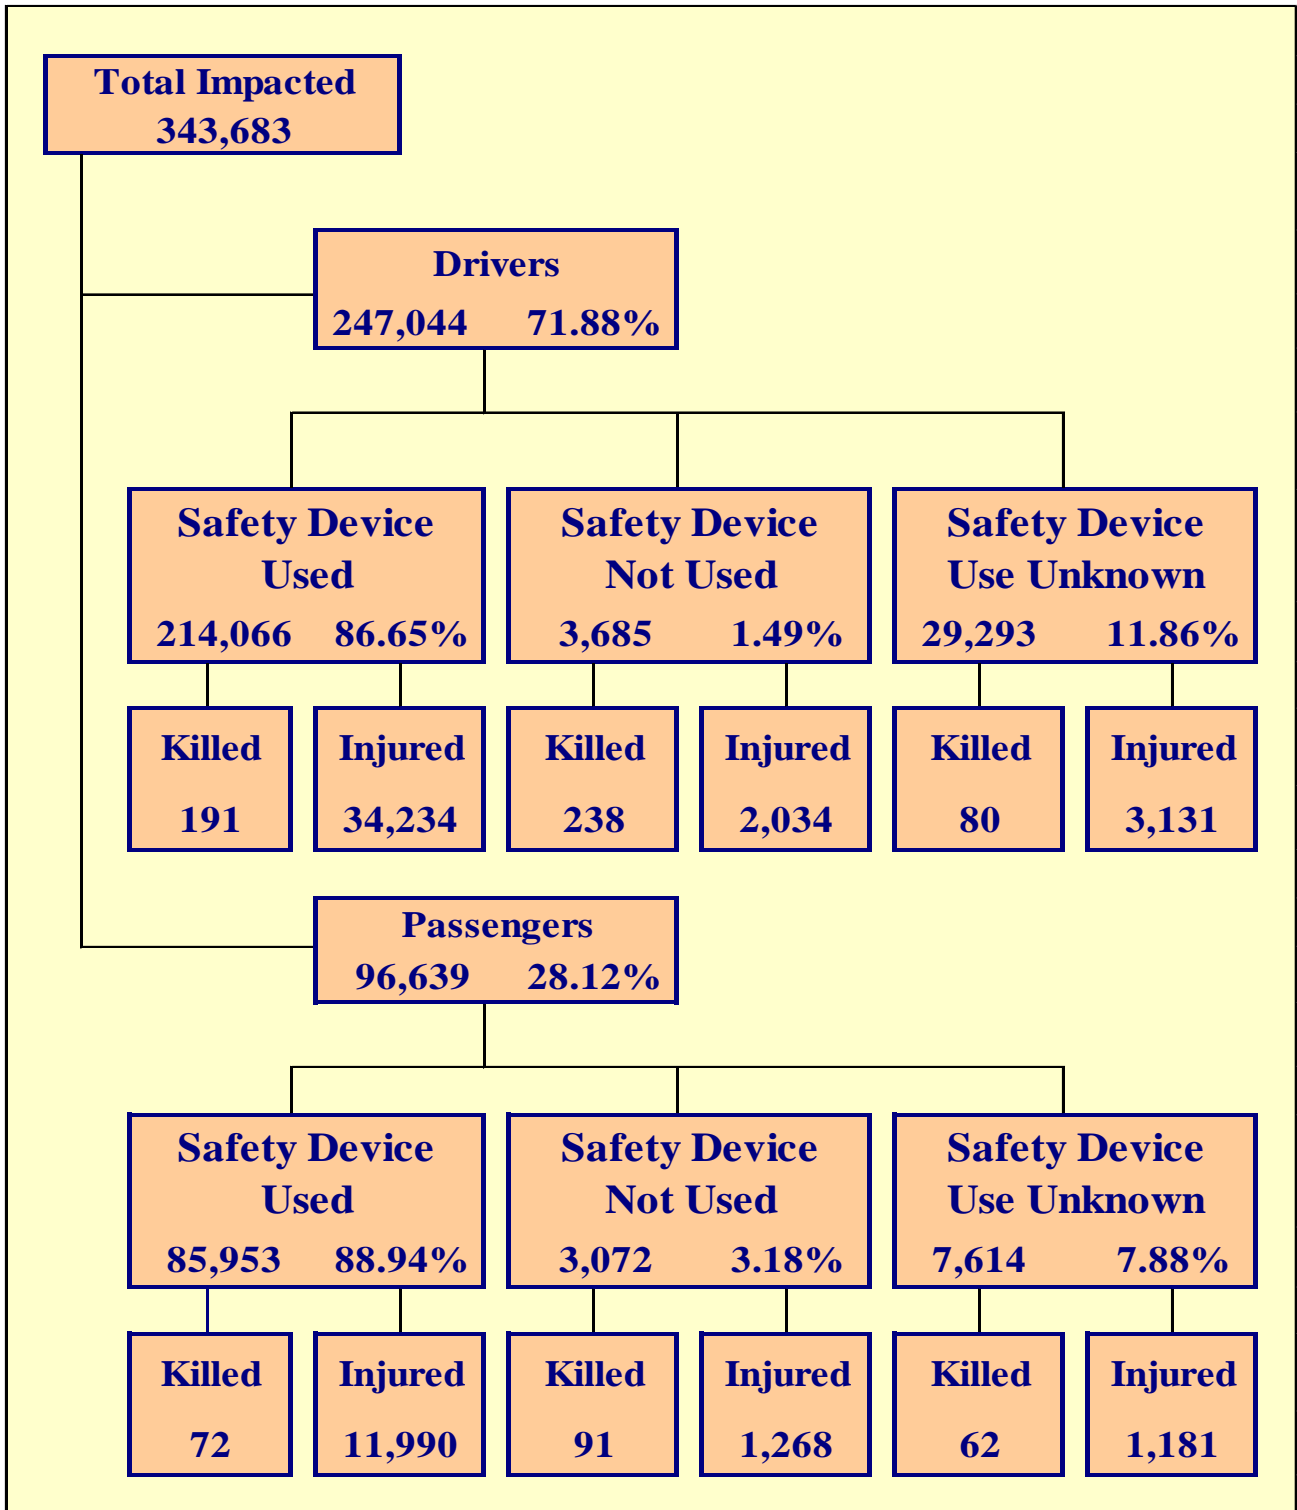 Total Impacted
343,683
Drivers
247,044 71.88%
Safety Device
Used
214,066 86.65%
Safety Device
Not Used
3,685 1.49%
Safety Device
Use Unknown
29,293 11.86%
Killed
191
Injured
34,234
Killed
238
Injured
2,034
Killed
80
Injured
3,131
Passengers
96,639 28.12%
Safety Device
Used
85,953 88.94%
Safety Device
Not Used
3,072 3.18%
Safety Device
Use Unknown
7,614 7.88%
Killed
72
Injured
11,990
Killed
91
Injured
1,268
Killed
62
Injured
1,181